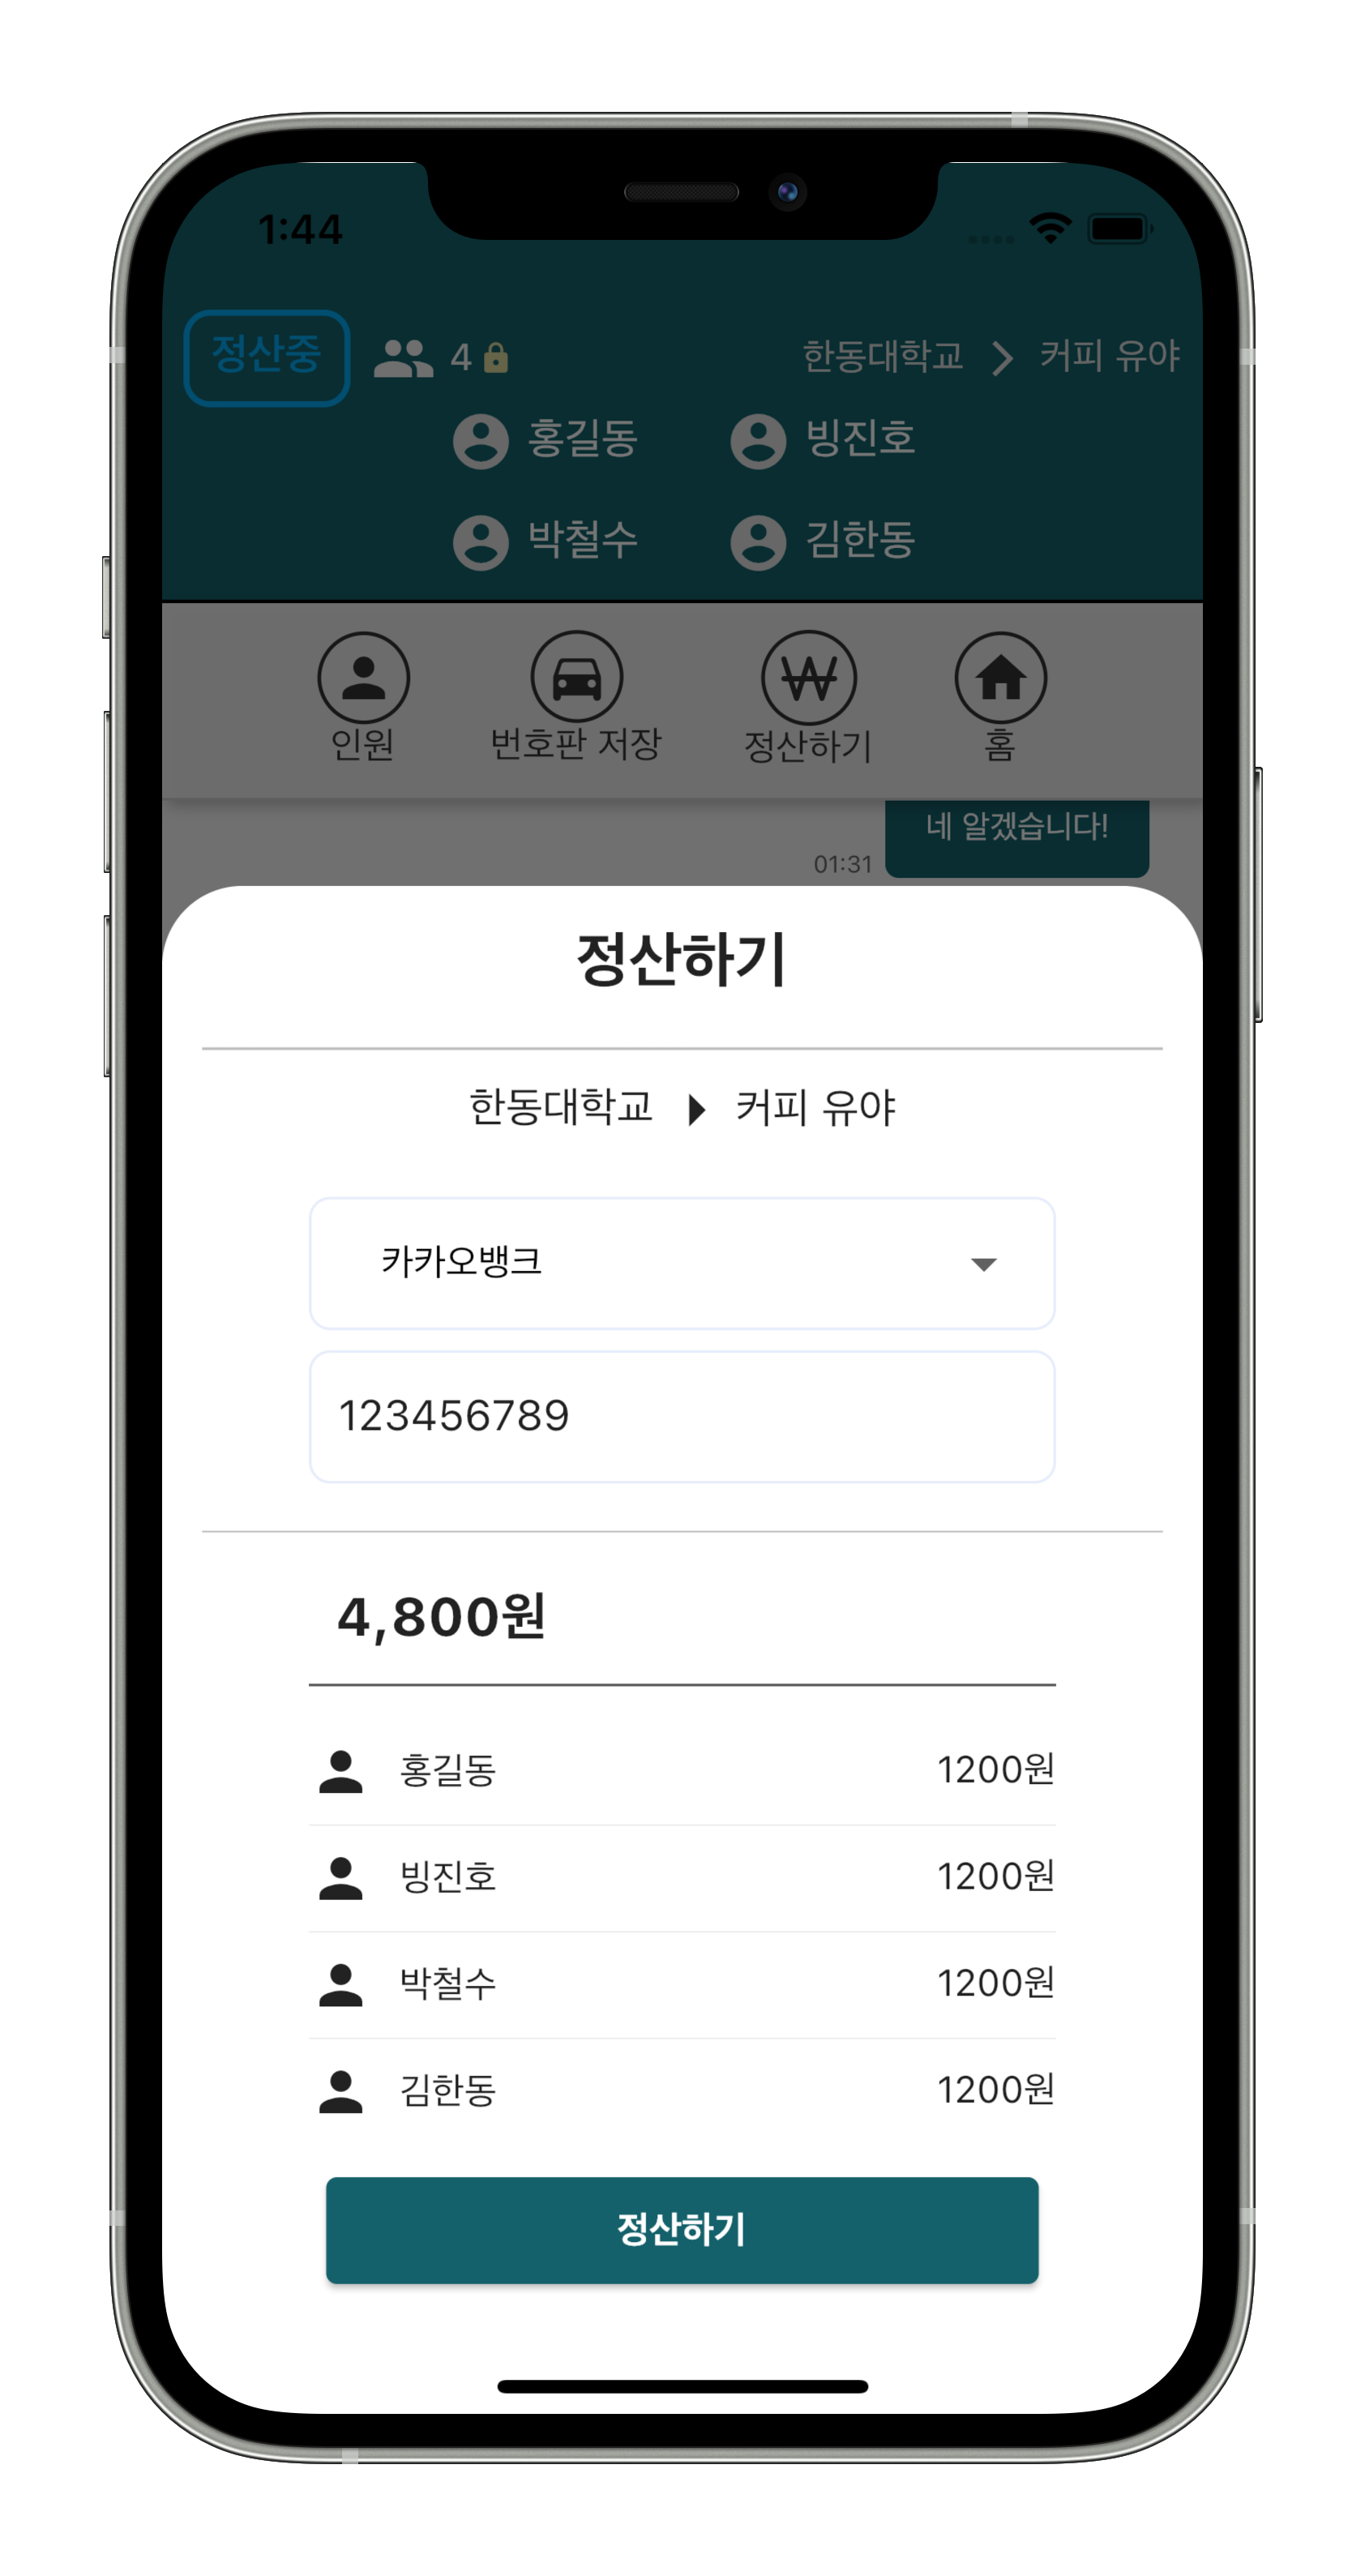 1:44
정산중 4 한동대학교 커피 유야
홍길동 빙진호
박철수 김한동
인원 번호판 저장 정산하기 홈
네 알겠습니다!
01:31
정산하기
한동대학교 커피 유야
카카오뱅크
123456789
4,800원
홍길동 1200원
빙진호 1200원
박철수 1200원
김한동 1200원
정산하기